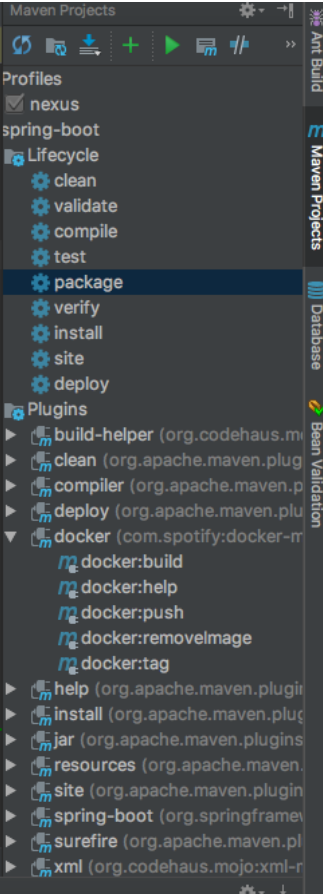 Maven Projects
Profiles
nexus
spring-boot
Lifecycle
clean
validate
compile
test
package
verify
install
site
deploy
Plugins
build-helper (org.codehaus.m
clean (org.apache.maven.plug
compiler (org.apache.maven.p
deploy (org.apache.maven.plu
docker (com.spotify:docker-m
docker:build
docker:help
docker:push
docker:removeImage
docker:tag
help (org.apache.maven.plugin
install (org.apache.maven.plug
jar (org.apache.maven.plugins
resources (org.apache.maven.
site (org.apache.maven.plugin
spring-boot (org.springframew
surefire (org.apache.maven.pl
xml (org.codehaus.mojo:xml-m
Ant Build
Maven Projects
Database
Bean Validation